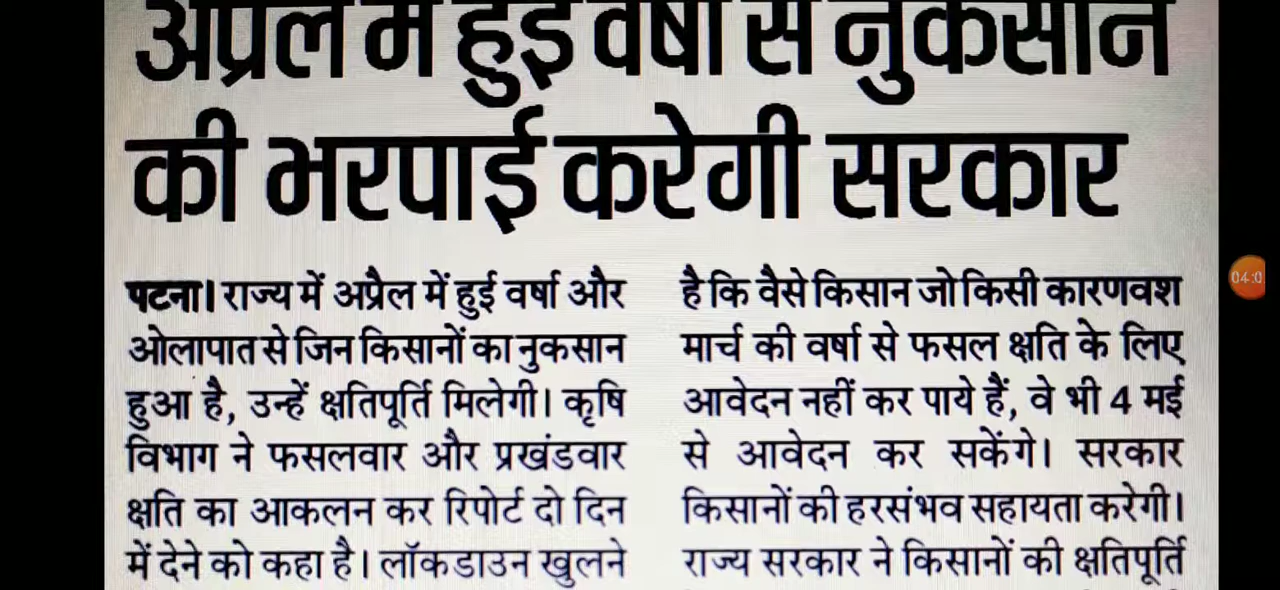 अप्रैल में हुई वर्षा से नुकसान
की भरपाई करेगी सरकार
पटना। राज्य में अप्रैल में हुई वर्षा और
ओलापात से जिन किसानों का नुकसान
हुआ है, उन्हें क्षतिपूर्ति मिलेगी। कृषि
विभाग ने फसलवार और प्रखंडवार
क्षति का आकलन कर रिपोर्ट दो दिन
में देने को कहा है। लॉकडाउन खुलने
है कि वैसे किसान जो किसी कारणवश
मार्च की वर्षा से फसल क्षति के लिए
आवेदन नहीं कर पाये हैं, वे भी 4 मई
से आवेदन कर सकेंगे। सरकार
किसानों की हरसंभव सहायता करेगी।
राज्य सरकार ने किसानों की क्षतिपूर्ति